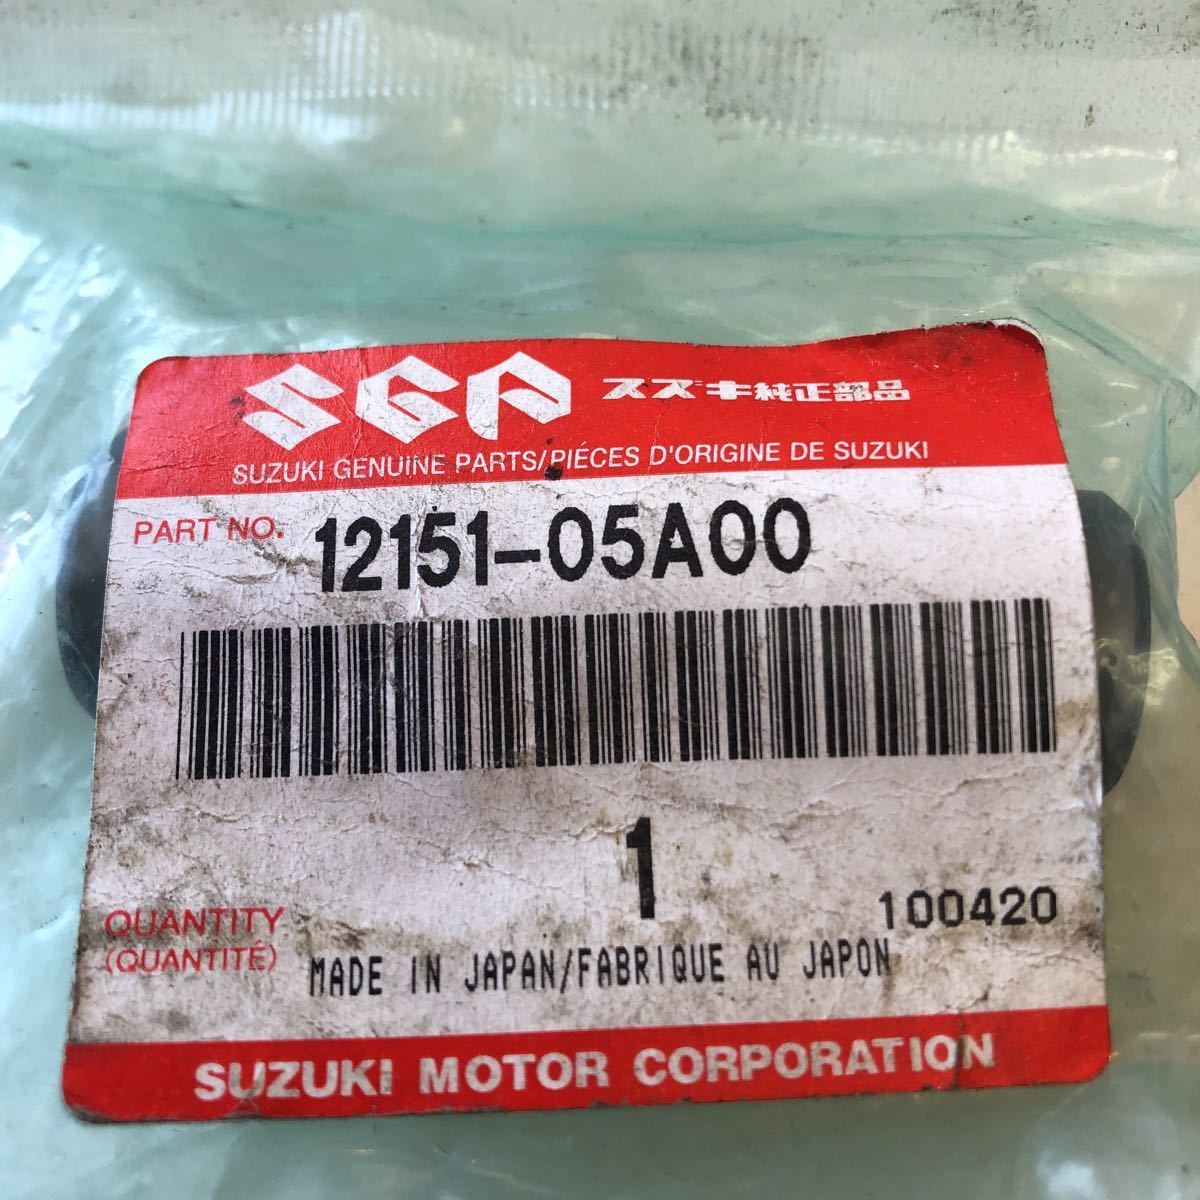 SGP スズキ純正部品
SUZUKI GENUINE PARTS/PIÉCES D'ORIGINE DE SUZUKI
PART NO. 12151-05A00
1
100420
QUANTITY
(QUANTITÉ)
MADE IN JAPAN/FABRIQUE AU JAPON
SUZUKI MOTOR CORPORATION